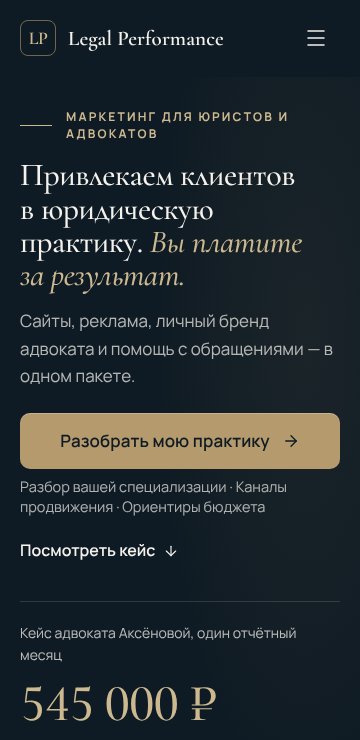 LP Legal Performance
МАРКЕТИНГ ДЛЯ ЮРИСТОВ И
АДВОКАТОВ
Привлекаем клиентов
в юридическую
практику. Вы платите
за результат.
Сайты, реклама, личный бренд
адвоката и помощь с обращениями — в
одном пакете.
Разобрать мою практику →
Разбор вашей специализации · Каналы
продвижения · Ориентиры бюджета
Посмотреть кейс ↓
Кейс адвоката Аксёновой, один отчётный
месяц
545 000 ₽